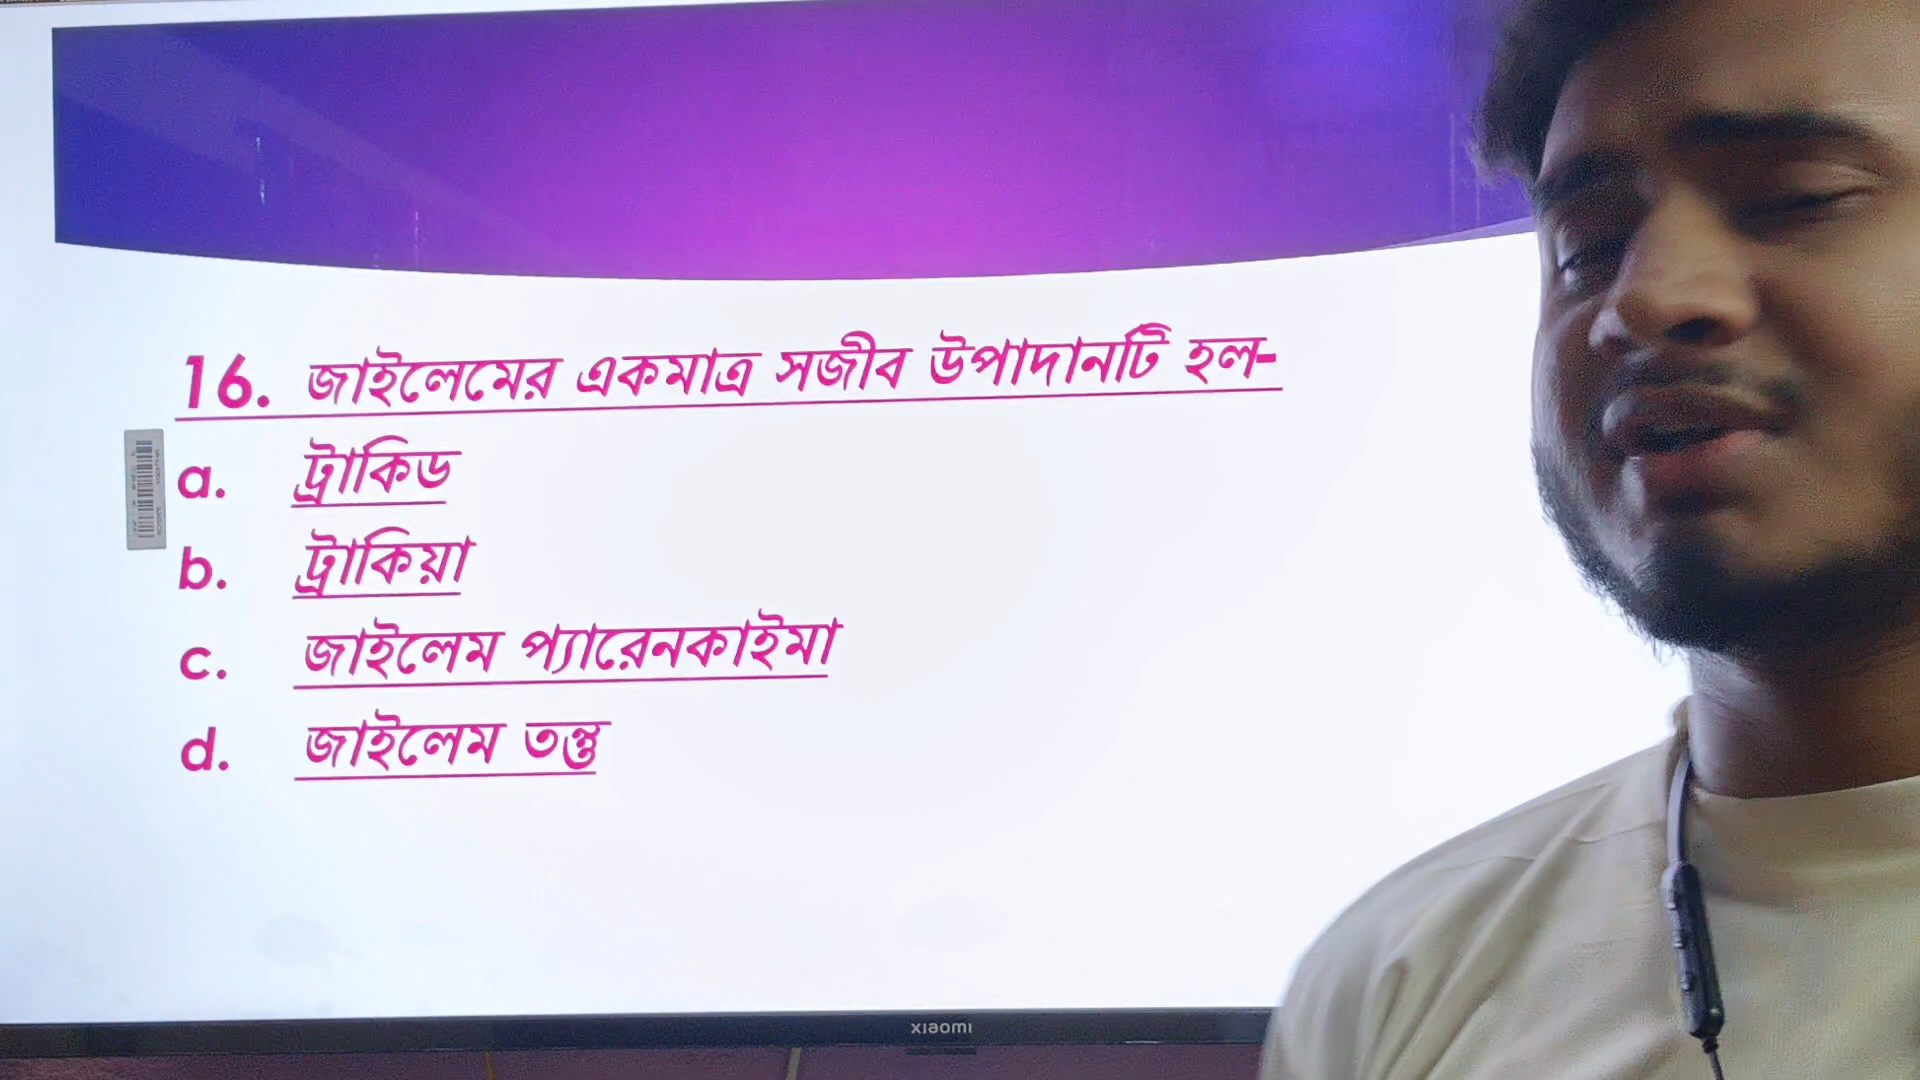 16. জাইলেমের একমাত্র সজীব উপাদানটি হল-
a. ট্রাকিড
b. ট্রাকিয়া
c. জাইলেম প্যারেনকাইমা
d. জাইলেম তন্তু
xiaomi